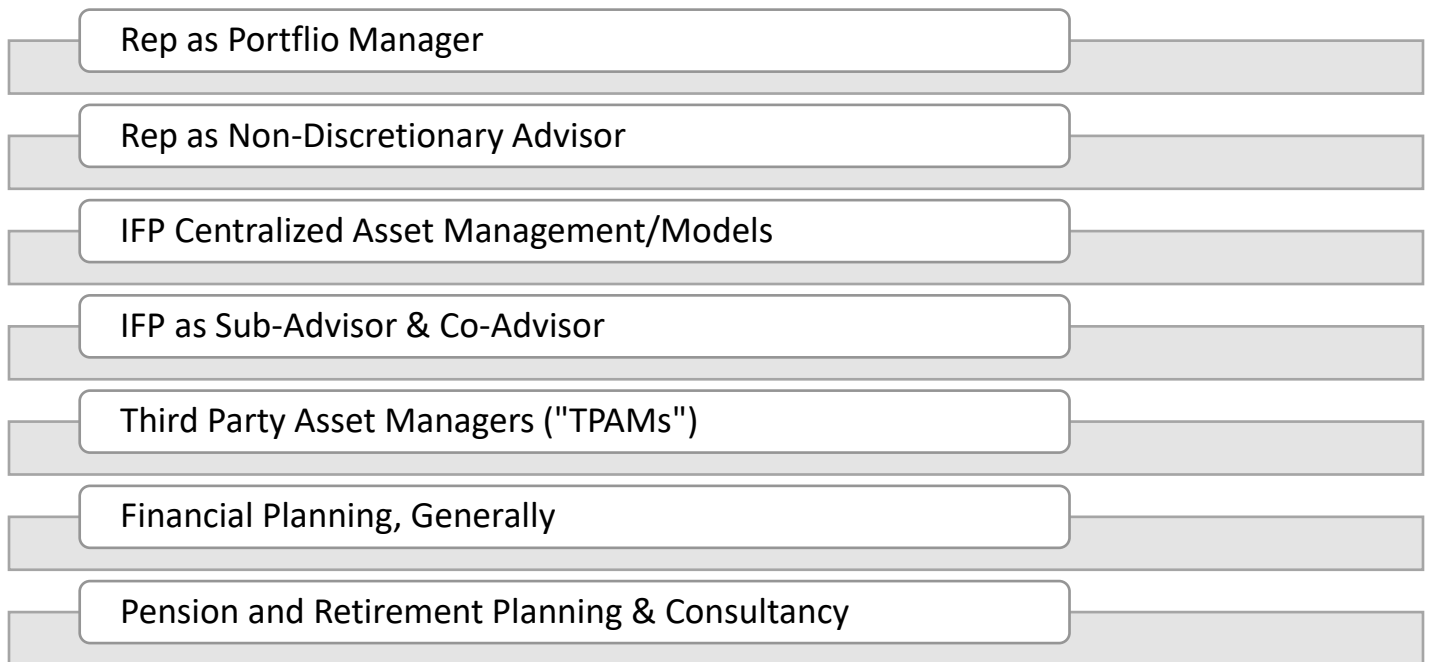 Rep as Portflio Manager
Rep as Non-Discretionary Advisor
IFP Centralized Asset Management/Models
IFP as Sub-Advisor & Co-Advisor
Third Party Asset Managers ("TPAMs")
Financial Planning, Generally
Pension and Retirement Planning & Consultancy